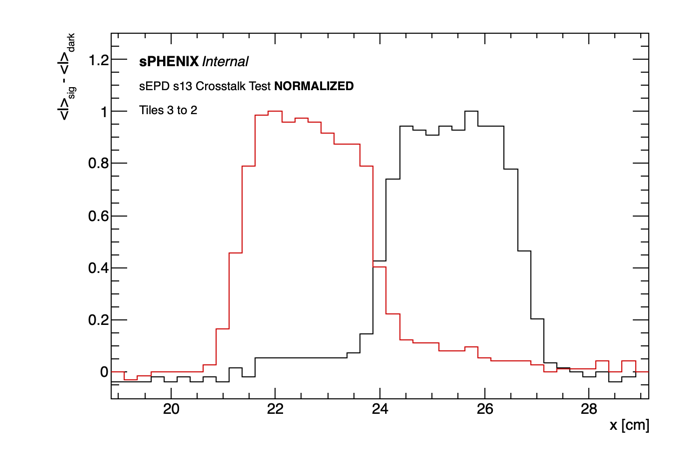 <I>sig - <I>dark
1.2
sPHENIX Internal
sEPD s13 Crosstalk Test NORMALIZED
Tiles 3 to 2
1
0.8
0.6
0.4
0.2
0
20 22 24 26 28
x [cm]